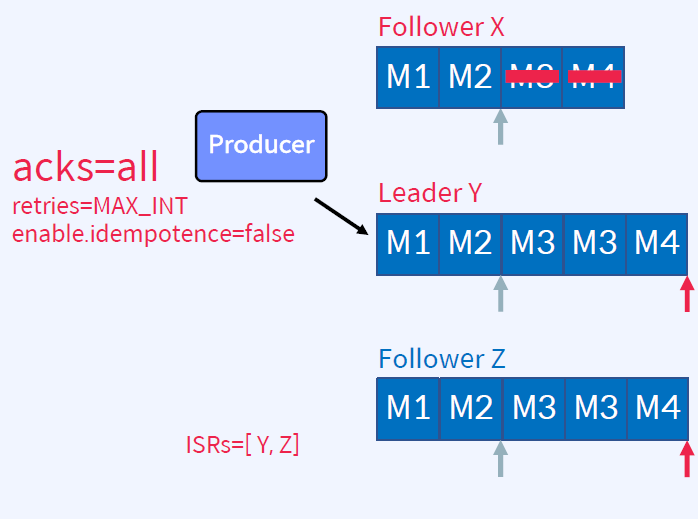 Follower X
M1 M2 M3 M4
Producer
acks=all
retries=MAX_INT
enable.idempotence=false
Leader Y
M1 M2 M3 M3 M4
Follower Z
M1 M2 M3 M3 M4
ISRs=[ Y, Z]